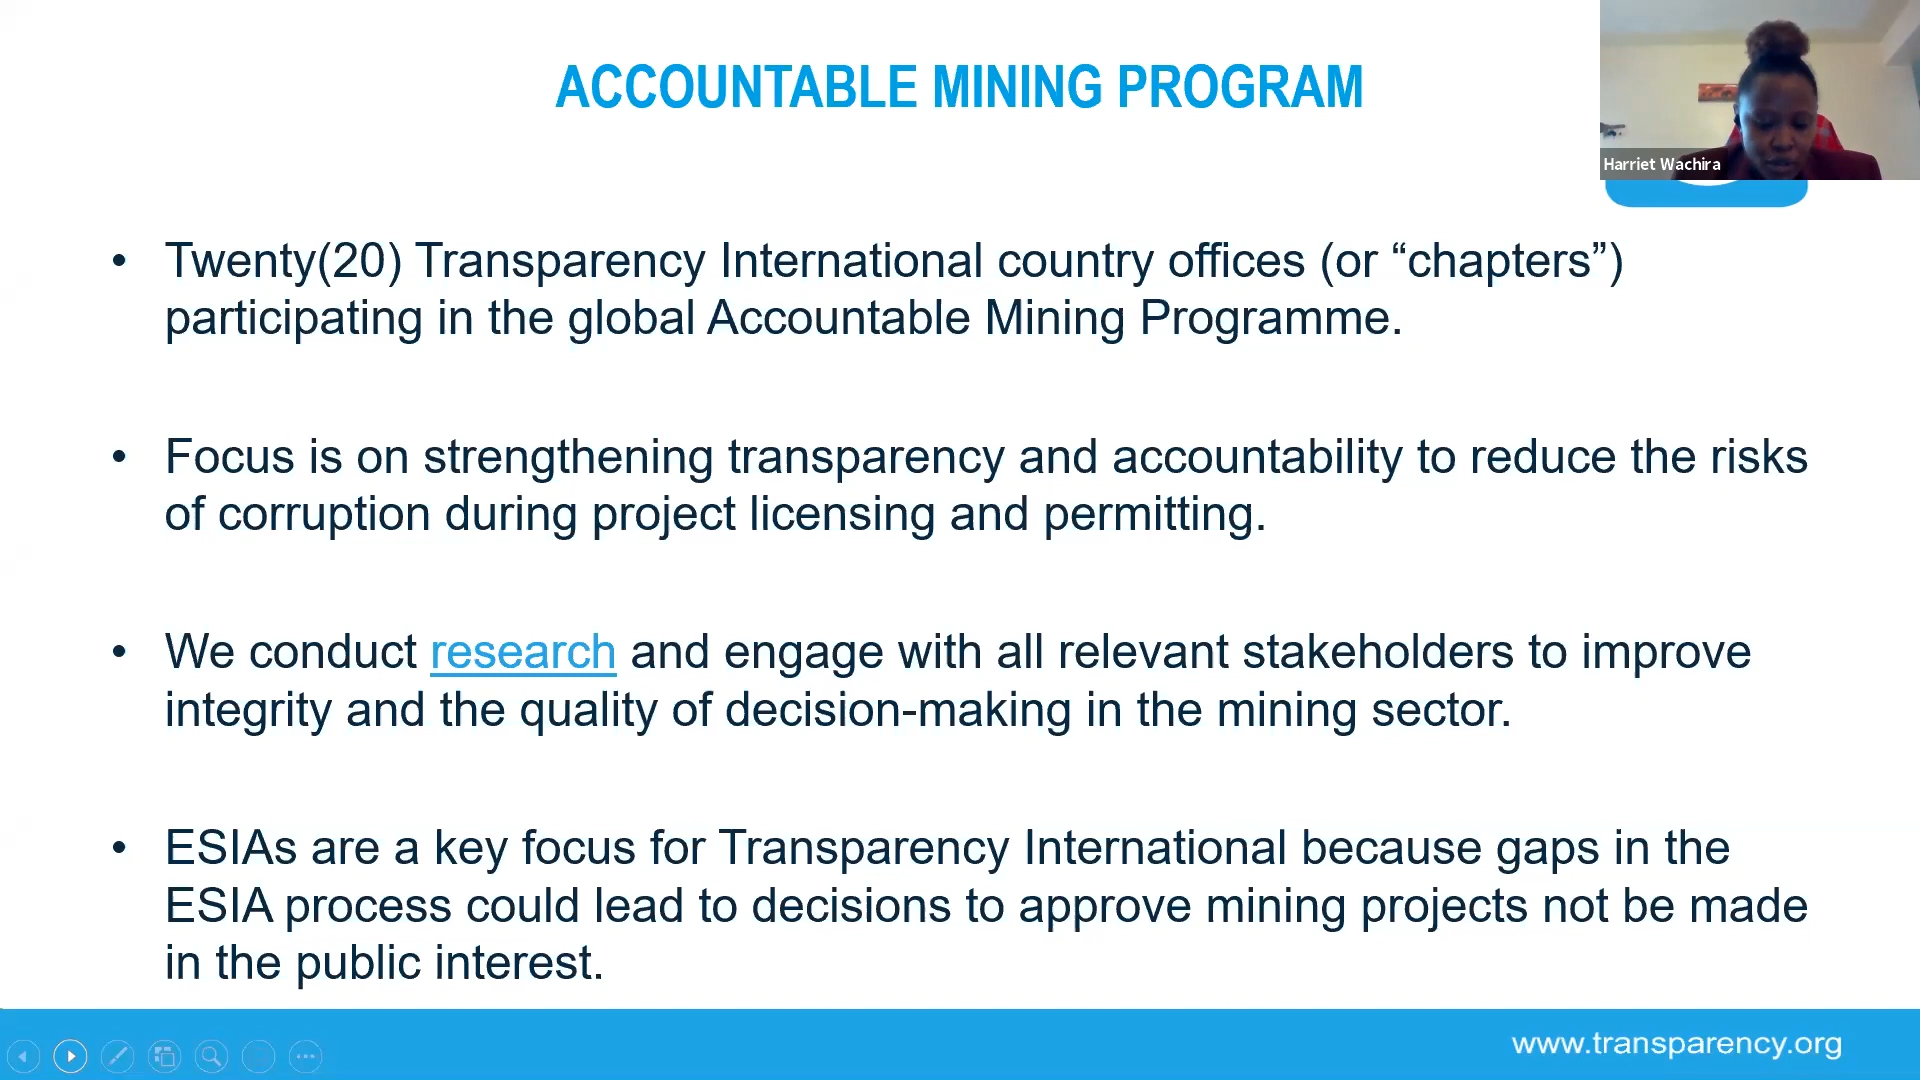 ACCOUNTABLE MINING PROGRAM
Harriet Wachira
• Twenty(20) Transparency International country offices (or “chapters”)
participating in the global Accountable Mining Programme.
• Focus is on strengthening transparency and accountability to reduce the risks
of corruption during project licensing and permitting.
• We conduct research and engage with all relevant stakeholders to improve
integrity and the quality of decision-making in the mining sector.
• ESIAs are a key focus for Transparency International because gaps in the
ESIA process could lead to decisions to approve mining projects not be made
in the public interest.
www.transparency.org